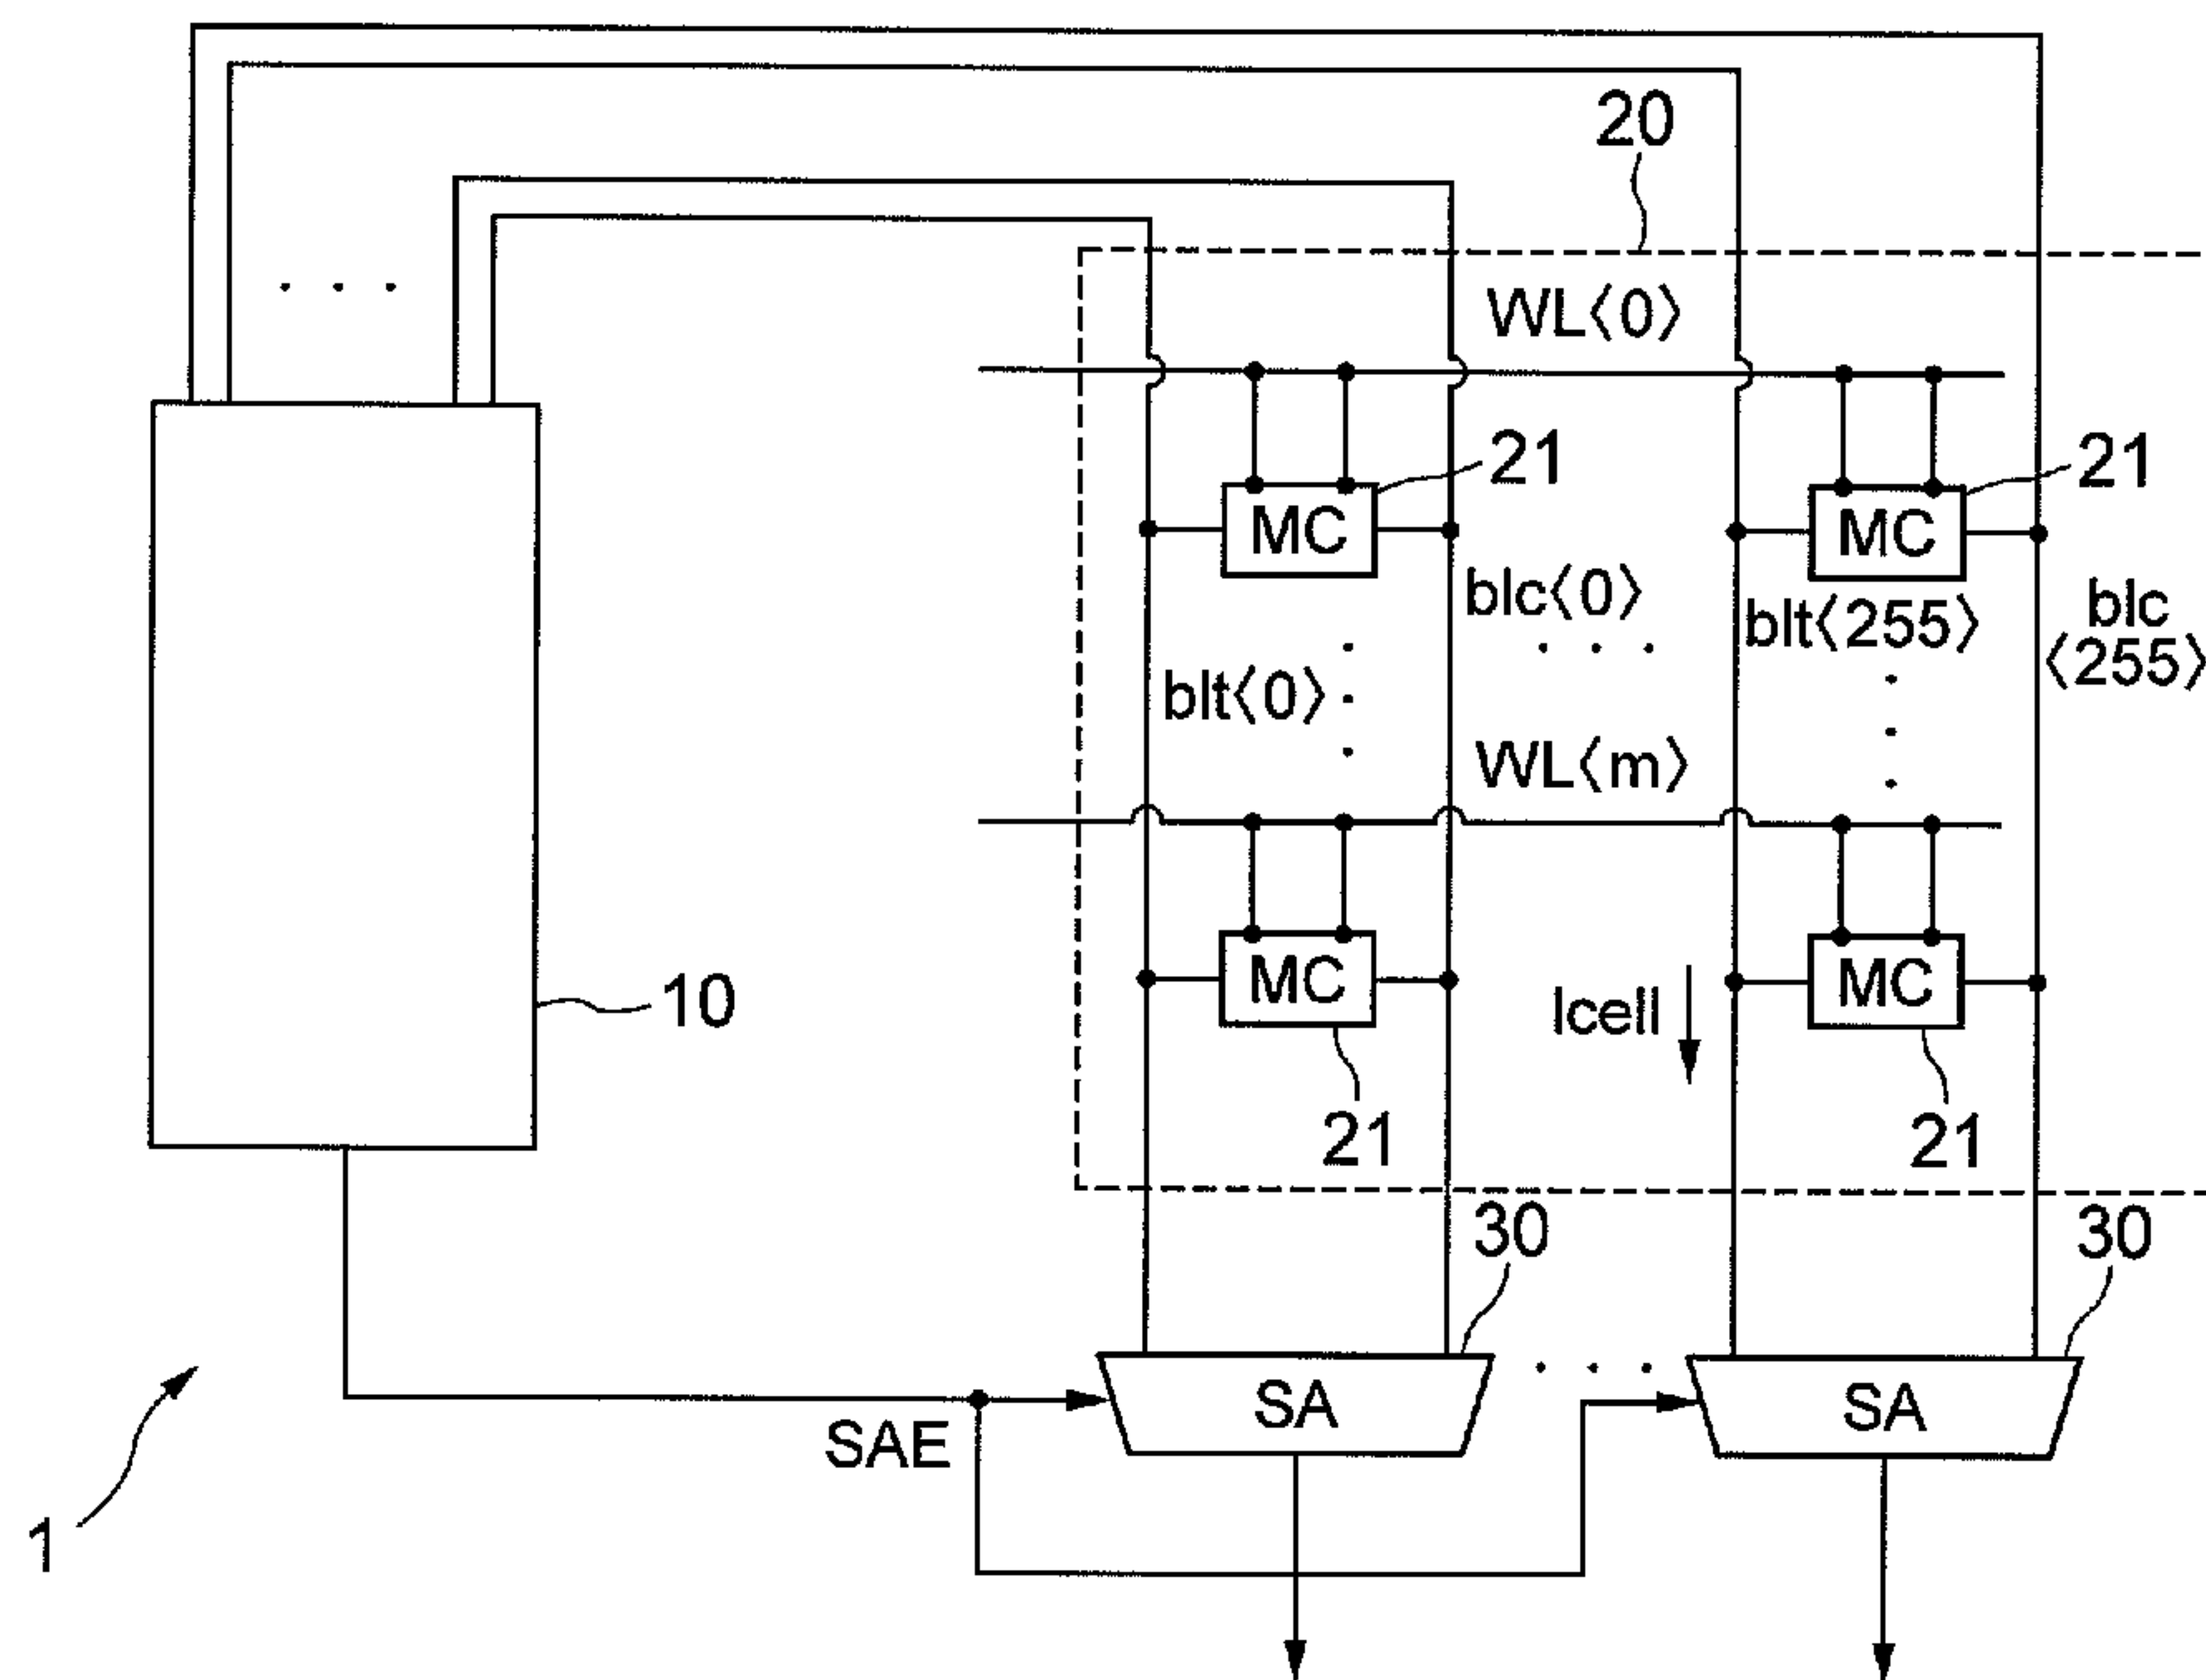 20
WL⟨0⟩
21
21
MC
MC
blc⟨0⟩
blt⟨255⟩
blc
⟨255⟩
blt⟨0⟩
WL⟨m⟩
10
MC
Icell
MC
21
21
30
30
SA
SA
SAE
1